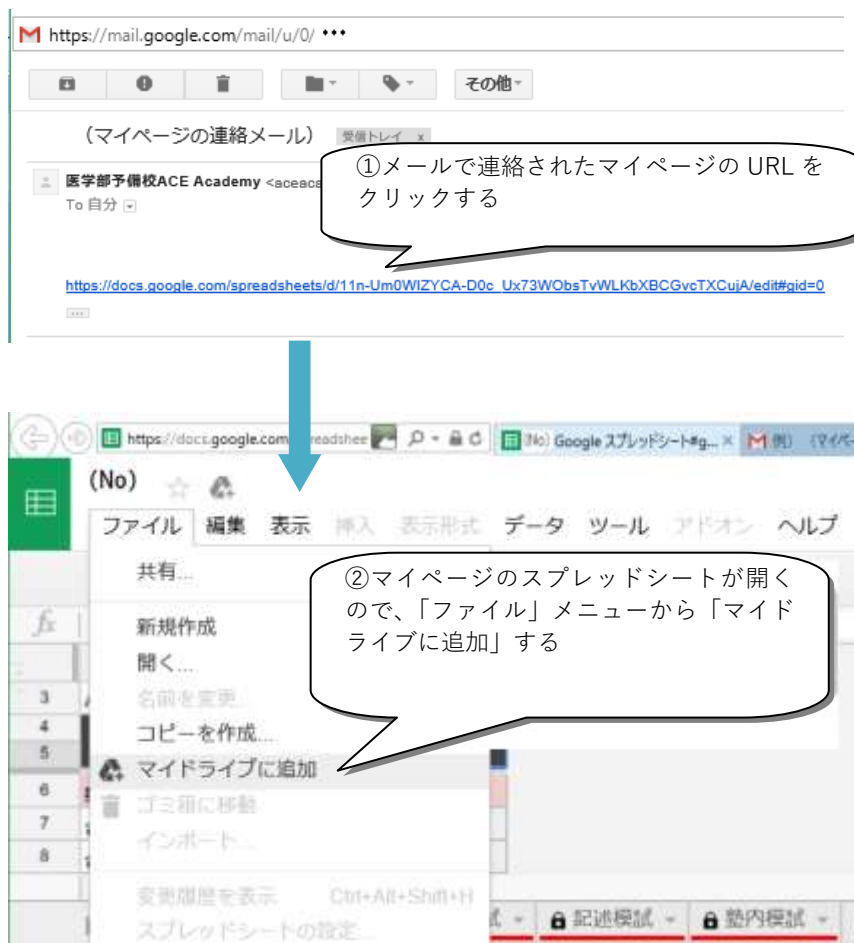 https://mail.google.com/mail/u/0/ •••
その他
（マイページの連絡メール） 受信トレイ x
①メールで連絡されたマイページの URL を
クリックする
医学部予備校ACE Academy <aceaca
To 自分
https://docs.google.com/spreadsheets/d/11n-Um0WIZYCA-D0c_Ux73WObsTvWLKbXBCGvcTXCujA/edit#gid=0
https://docs.google.com
(No) Google スプレッドシート#g... ×
(No)
ファイル 編集 表示 挿入 表示形式 データ ツール アドオン ヘルプ
共有...
②マイページのスプレッドシートが開く
ので、「ファイル」メニューから「マイド
ライブに追加」する
新規作成
開く...
名前を変更...
コピーを作成...
マイドライブに追加
ゴミ箱に移動
インポート...
変更履歴を表示 Ctrl+Alt+Shift+H
スプレッドシートの設定...
fx
3
4
5
6
7
8
記述模試
塾内模試